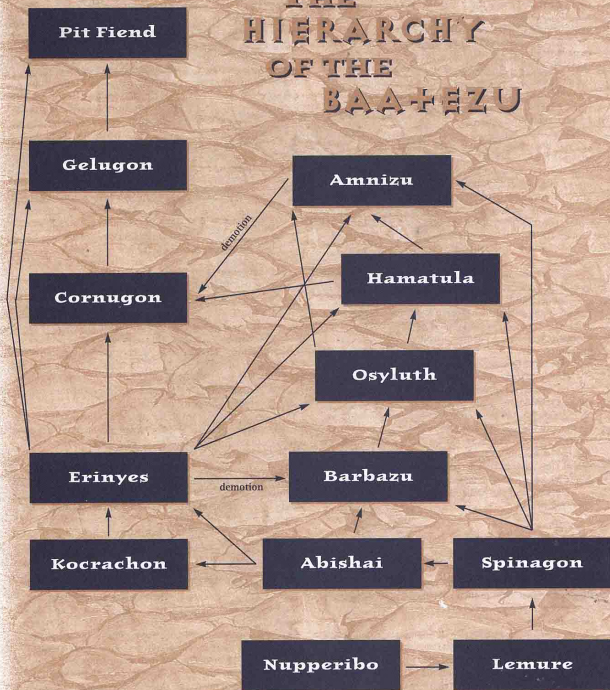 THE
HIERARCHY
OF THE
BAATEZU
Pit Fiend
Gelugon
Amnizu
demotion
Hamatula
Cornugon
Osyluth
Erinyes
demotion
Barbazu
Kocrachon
Abishai
Spinagon
Nupperibo
Lemure